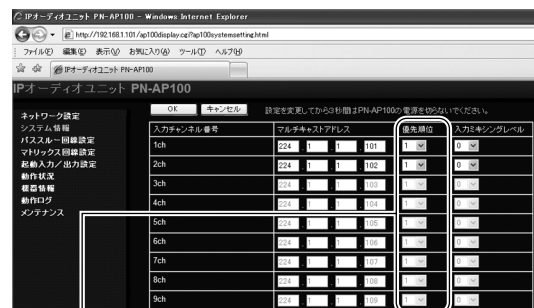 IPオーディオユニット PN-AP100 - Windows Internet Explorer
http://192.168.1.101/ap100display.cgi?ap100systemsetting.html
ファイル(F) 編集(E) 表示(V) お気に入り(A) ツール(T) ヘルプ(H)
IPオーディオユニット PN-AP100
IPオーディオユニット PN-AP100
OK キャンセル 設定を変更してから3秒間はPN-AP100の電源を切らないでください。
ネットワーク設定
システム情報
パススルー回線設定
マトリックス回線設定
起動入力/出力設定
動作状況
機器情報
動作ログ
メンテナンス
入力チャンネル番号 マルチキャストアドレス 優先順位 入力ミキシングレベル
1ch 224 . 1 . 1 . 101 1 0
2ch 224 . 1 . 1 . 102 1 0
3ch 224 . 1 . 1 . 103 1 0
4ch 224 . 1 . 1 . 104 1 0
5ch 224 . 1 . 1 . 105 1 0
6ch 224 . 1 . 1 . 106 1 0
7ch 224 . 1 . 1 . 107 1 0
8ch 224 . 1 . 1 . 108 1 0
9ch 224 . 1 . 1 . 109 1 0